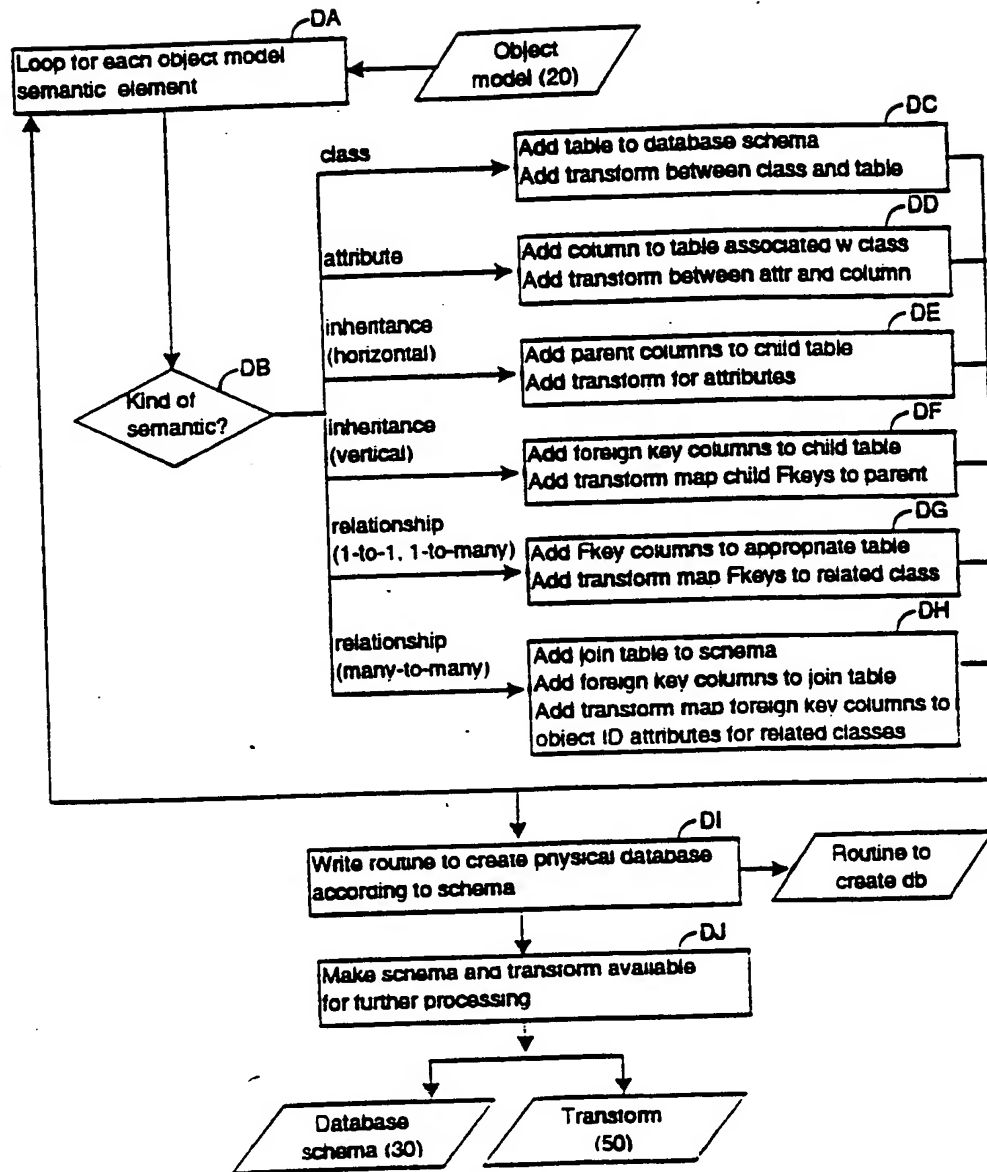 DA
Loop for each object model
semantic element
Object
model (20)
DC
class
Add table to database schema
Add transform between class and table
DD
attribute
Add column to table associated w class
Add transform between attr and column
DE
inheritance
(horizontal)
Add parent columns to child table
Add transform for attributes
DB
Kind of
semantic?
DF
inheritance
(vertical)
Add foreign key columns to child table
Add transform map child Fkeys to parent
DG
relationship
(1-to-1, 1-to-many)
Add Fkey columns to appropriate table
Add transform map Fkeys to related class
DH
relationship
(many-to-many)
Add join table to schema
Add foreign key columns to join table
Add transform map foreign key columns to
object ID attributes for related classes
DI
Write routine to create physical database
according to schema
Routine to
create db
DJ
Make schema and transform available
for further processing
Database
schema (30)
Transform
(50)